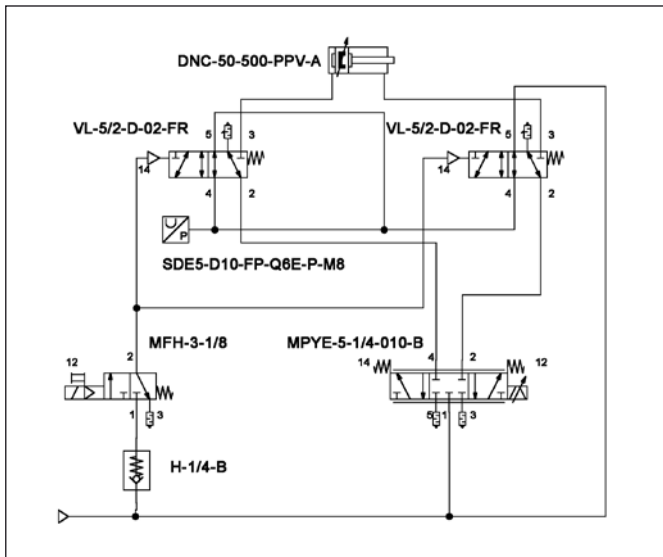 DNC-50-500-PPV-A
VL-5/2-D-02-FR
5
3
VL-5/2-D-02-FR
5
3
14
4
2
14
4
2
P
SDE5-D10-FP-Q6E-P-M8
MFH-3-1/8
MPYE-5-1/4-010-B
12
2
1
3
14
4
2
12
5
1
3
H-1/4-B